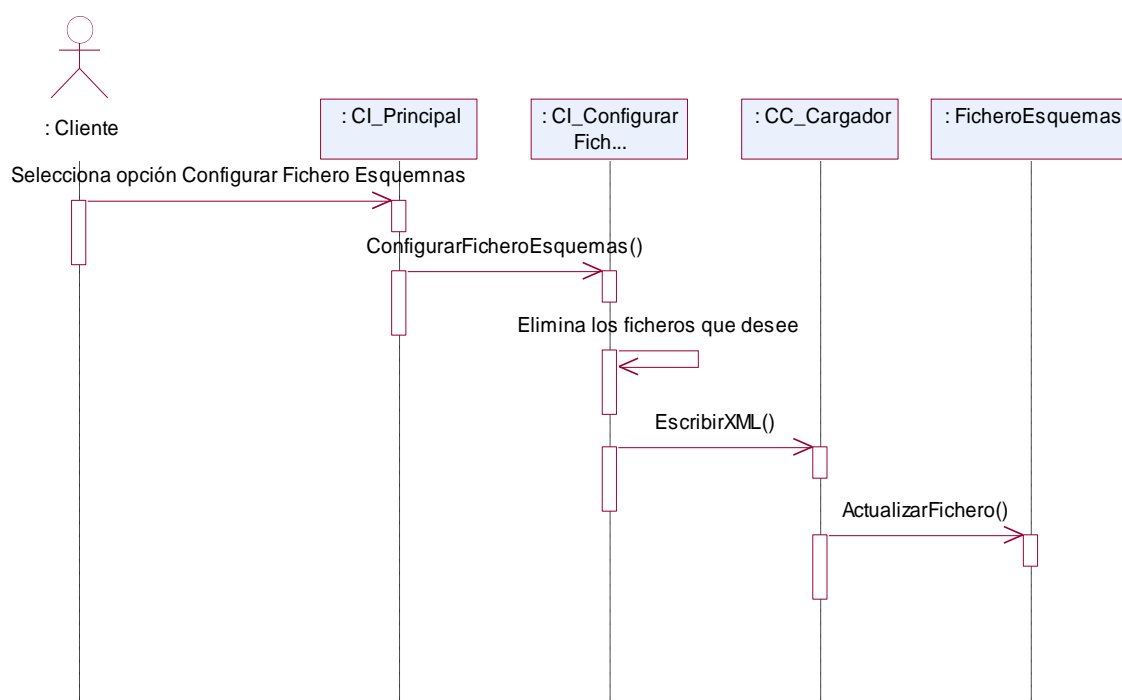 : Cliente
: CI_Principal
: CI_Configurar
Fich...
: CC_Cargador
: FicheroEsquemas
Selecciona opción Configurar Fichero Esquemnas
ConfigurarFicheroEsquemas()
Elimina los ficheros que desee
EscribirXML()
ActualizarFichero()